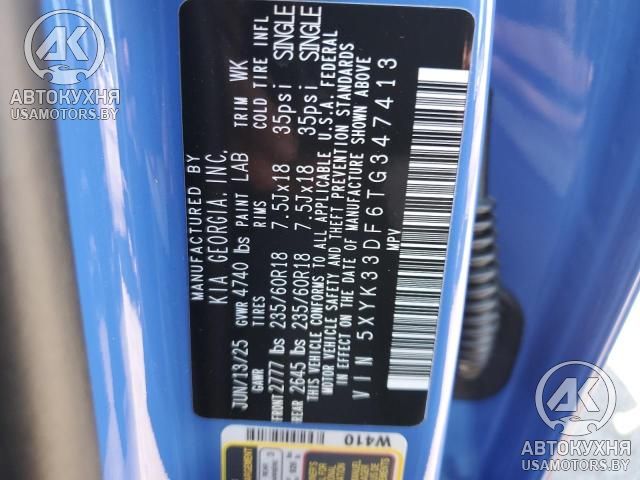 MANUFACTURED BY
KIA GEORGIA, INC.
JUN/13/25 PAINT LAB TRIM WK
GVWR 4740 lbs
GAWR TIRES RIMS COLD TIRE INFL
FRONT 2777 lbs 235/60R18 7.5Jx18 35psi SINGLE
REAR 2645 lbs 235/60R18 7.5Jx18 35psi SINGLE
THIS VEHICLE CONFORMS TO ALL APPLICABLE U.S.A. FEDERAL
MOTOR VEHICLE SAFETY AND THEFT PREVENTION STANDARDS
IN EFFECT ON THE DATE OF MANUFACTURE SHOWN ABOVE
VIN 5XYK33DF6TG347413
MPV
W410
АК
АВТОКУХНЯ
USAMOTORS.BY
АК
АВТОКУХНЯ
USAMOTORS.BY